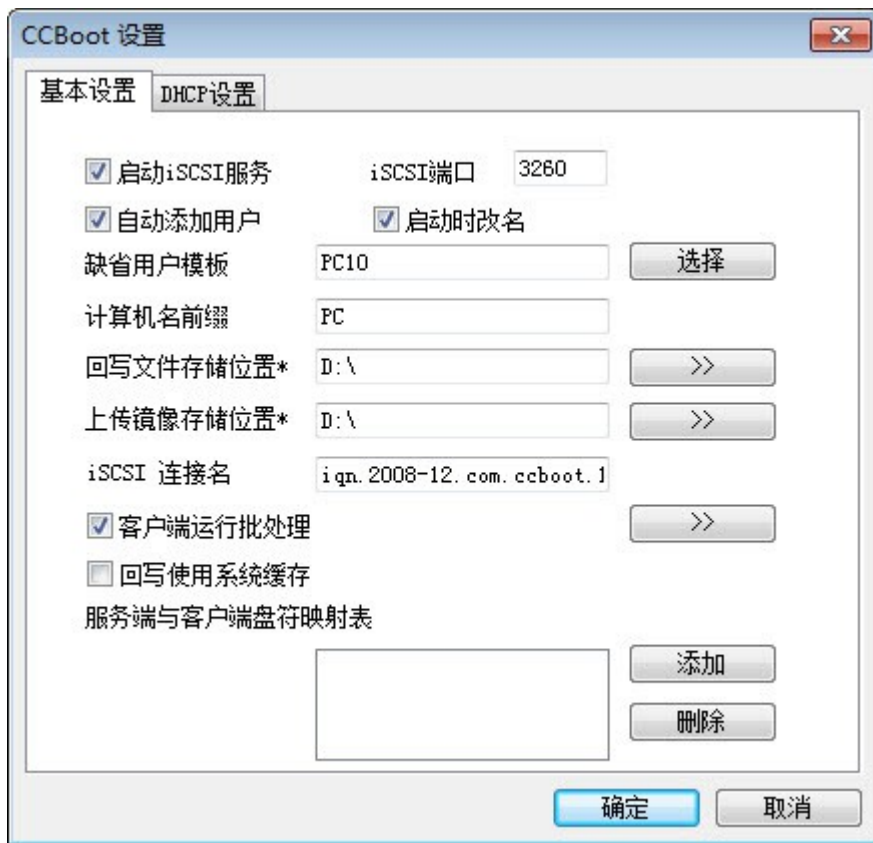 CCBoot 设置
基本设置 DHCP设置
启动iSCSI服务 iSCSI端口 3260
自动添加用户 启动时改名
缺省用户模板 PC10 选择
计算机名前缀 PC
回写文件存储位置* D:\ >>
上传镜像存储位置* D:\ >>
iSCSI 连接名 iqn.2008-12.com.ccboot.1
客户端运行批处理 >>
回写使用系统缓存
服务端与客户端盘符映射表
添加
删除
确定 取消